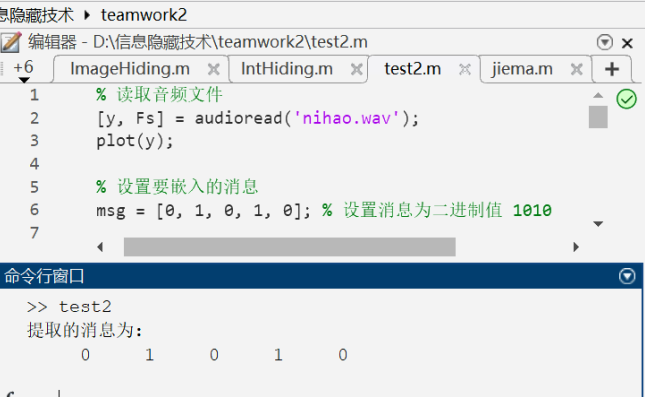 息隐藏技术 ▶ teamwork2
编辑器 - D:\信息隐藏技术\teamwork2\test2.m
+6 ImageHiding.m × IntHiding.m × test2.m × jiema.m × +
1 % 读取音频文件
2 [y, Fs] = audioread('nihao.wav');
3 plot(y);
4
5 % 设置要嵌入的消息
6 msg = [0, 1, 0, 1, 0]; % 设置消息为二进制值 1010
7
命令行窗口
>> test2
提取的消息为:
0 1 0 1 0